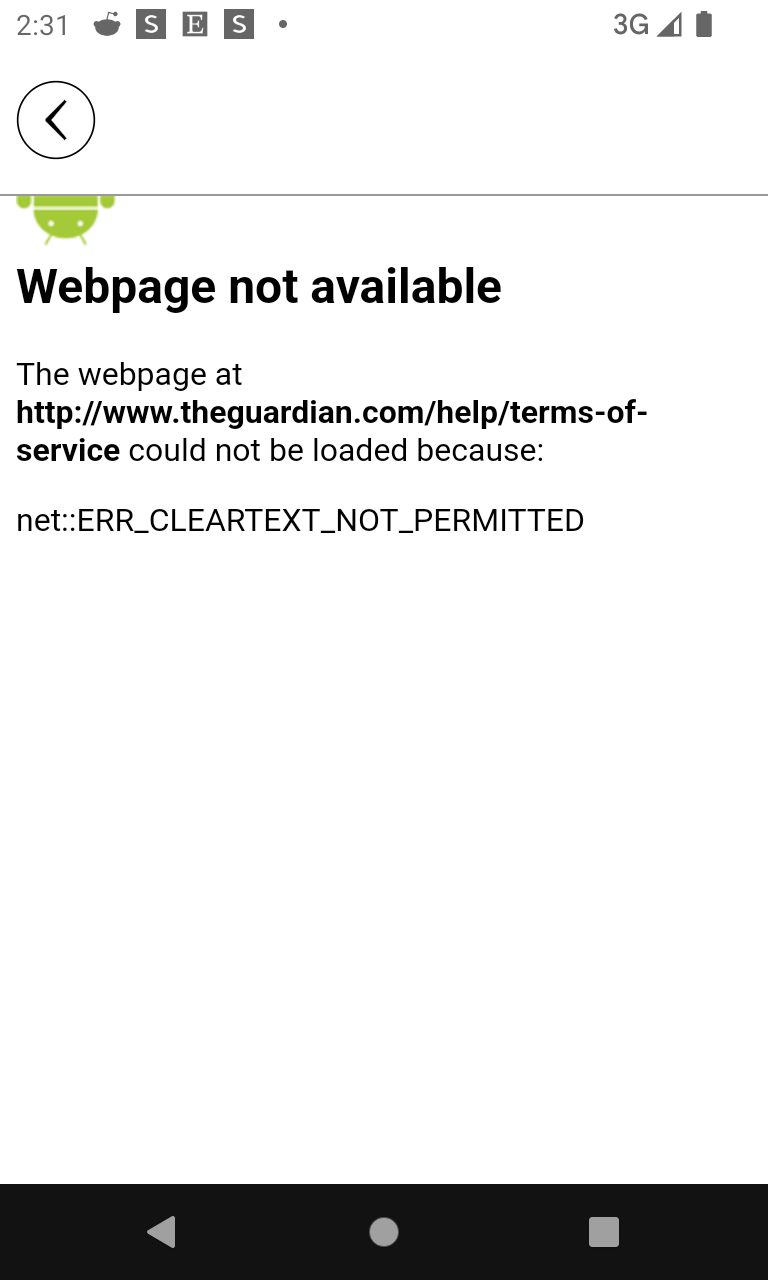 2:31 S E S 3G
Webpage not available
The webpage at
http://www.theguardian.com/help/terms-of-
service could not be loaded because:
net::ERR_CLEARTEXT_NOT_PERMITTED